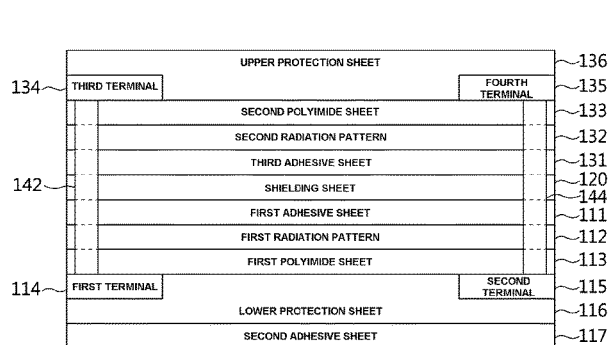 UPPER PROTECTION SHEET 136
134 THIRD TERMINAL FOURTH TERMINAL 135
SECOND POLYIMIDE SHEET 133
SECOND RADIATION PATTERN 132
THIRD ADHESIVE SHEET 131
142 SHIELDING SHEET 120
144
FIRST ADHESIVE SHEET 111
FIRST RADIATION PATTERN 112
FIRST POLYIMIDE SHEET 113
114 FIRST TERMINAL SECOND TERMINAL 115
LOWER PROTECTION SHEET 116
SECOND ADHESIVE SHEET 117